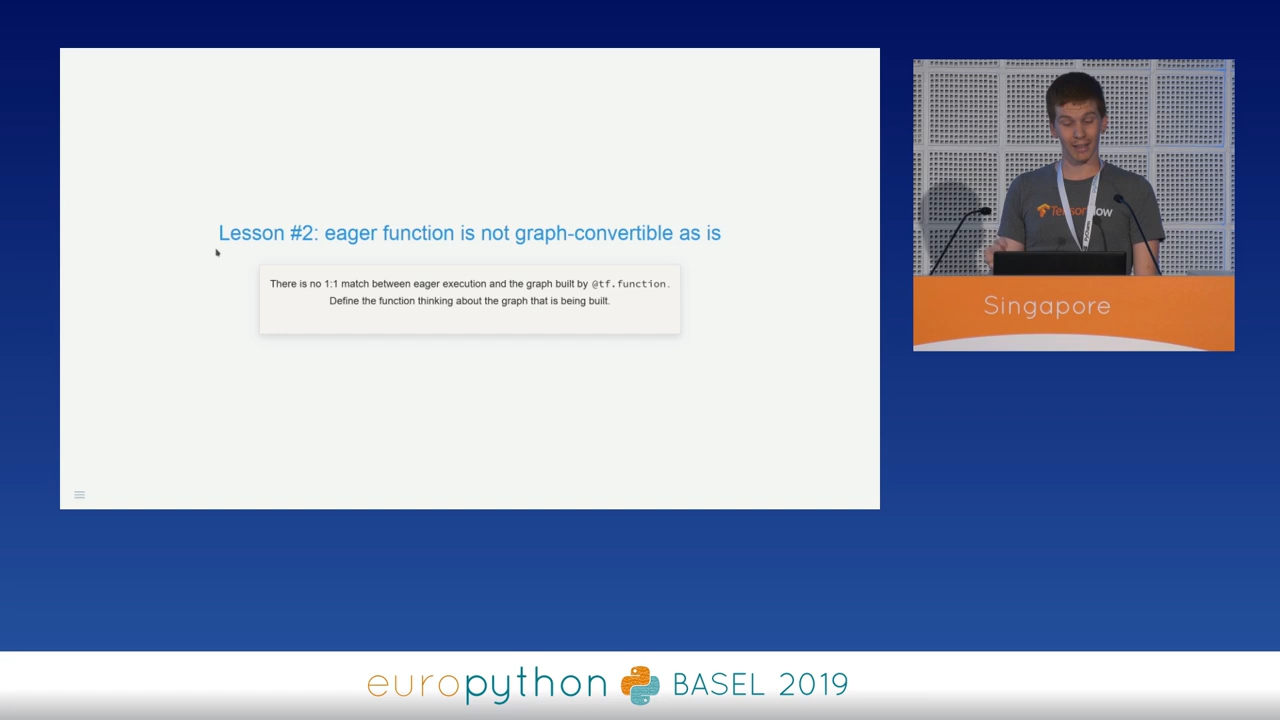 Lesson #2: eager function is not graph-convertible as is
There is no 1:1 match between eager execution and the graph built by @tf.function.
Define the function thinking about the graph that is being built.
TensorFlow
Singapore
europython BASEL 2019